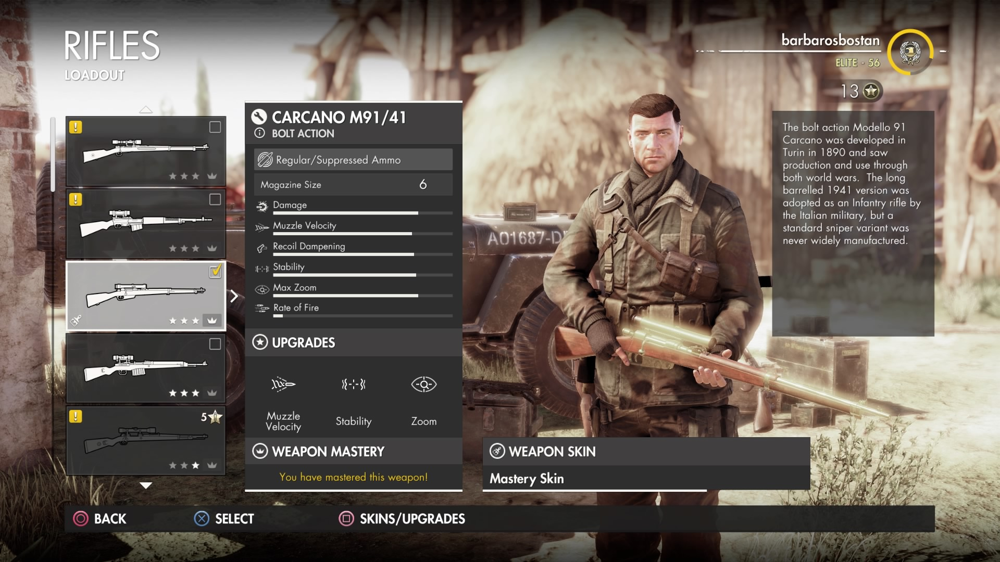 RIFLES
LOADOUT
barbarosbostan
ELITE - 56
13
5
CARCANO M91/41
BOLT ACTION
Regular/Suppressed Ammo
Magazine Size 6
Damage
Muzzle Velocity
Recoil Dampening
Stability
Max Zoom
Rate of Fire
UPGRADES
Muzzle
Velocity
Stability
Zoom
WEAPON MASTERY
You have mastered this weapon!
A01687-D
The bolt action Modello 91
Carcano was developed in
Turin in 1890 and saw
production and use through
both world wars. The long
barrelled 1941 version was
adopted as an Infantry rifle by
the Italian military, but a
standard sniper variant was
never widely manufactured.
WEAPON SKIN
Mastery Skin
BACK
SELECT
SKINS/UPGRADES